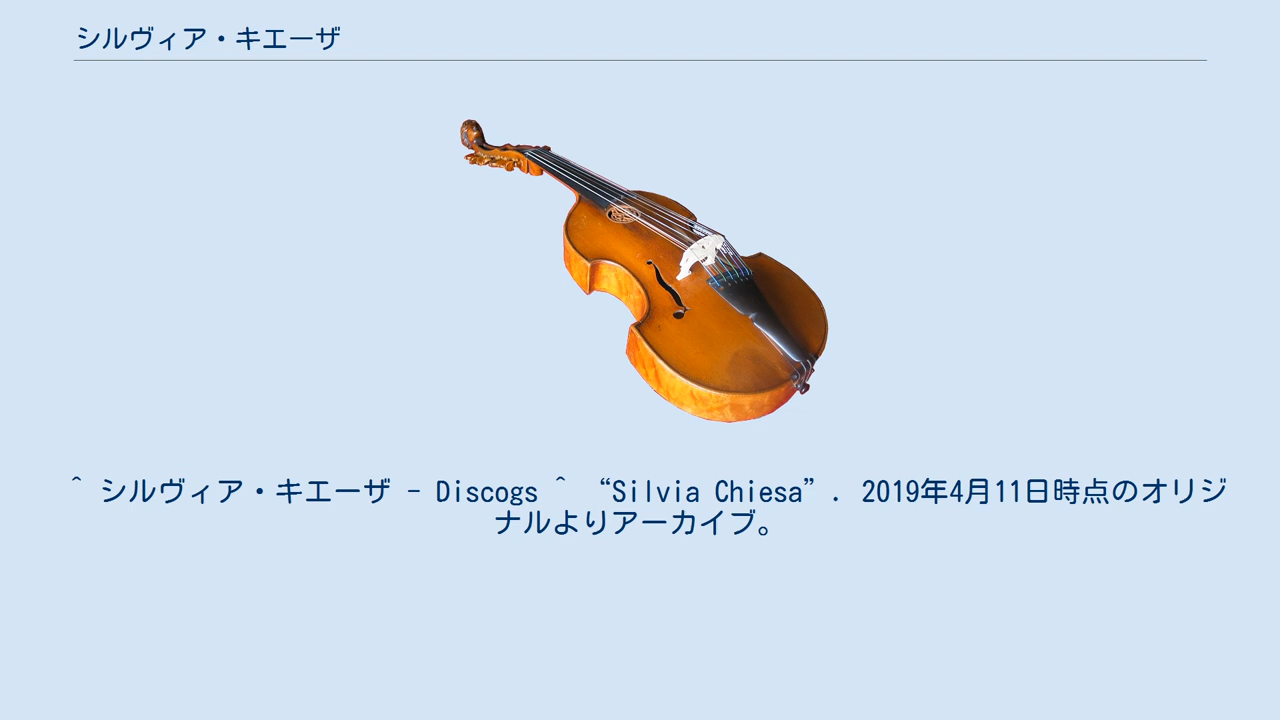 シルヴィア・キエーザ
^ シルヴィア・キエーザ - Discogs ^ “Silvia Chiesa”. 2019年4月11日時点のオリジ
ナルよりアーカイブ。